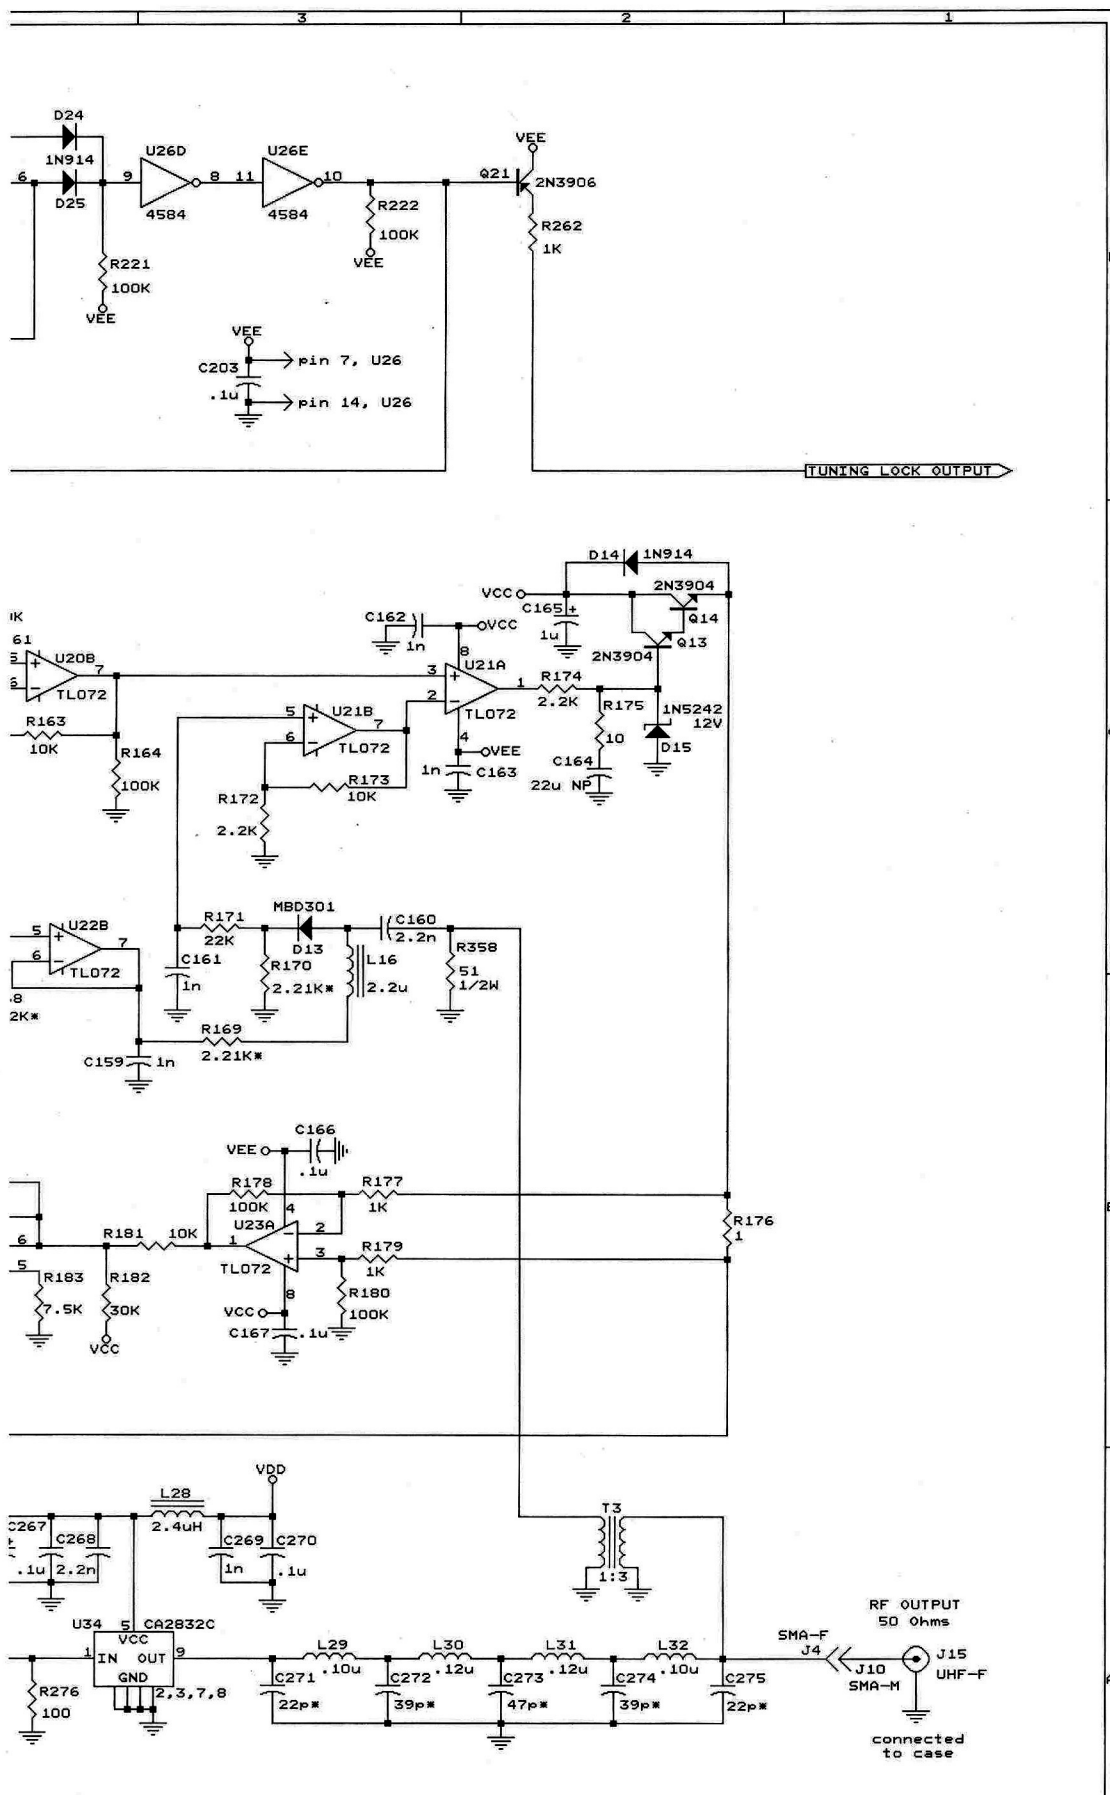 3 2 1
D24
1N914
6
D25
U26D
9 8
4584
U26E
11 10
4584
R221
100K
VEE
R222
100K
VEE
VEE
Q21
2N3906
R262
1K
VEE
C203
.1u
pin 7, U26
pin 14, U26
TUNING LOCK OUTPUT
D14 1N914
VCC
2N3904
Q14
C165
+
1u
Q13
2N3904
C162
1n
VCC
8
U21A
3
+
2
-
1
TL072
4
VEE
1n C163
R174
2.2K
R175
10
C164
22u NP
1N5242
12V
D15
61
5
+
6
-
U20B
7
TL072
R163
10K
R164
100K
U21B
5
+
6
-
7
TL072
R173
10K
R172
2.2K
U22B
5
+
6
-
7
TL072
.8
2K*
R171
22K
MBD301
D13
C160
2.2n
C161
1n
R170
2.21K*
L16
2.2u
R358
51
1/2W
R169
2.21K*
C159 1n
VEE
C166
.1u
R178
100K
4
R177
1K
U23A
2
-
1
3
+
TL072
8
R179
1K
R176
1
R181 10K
6
5
R183
7.5K
R182
30K
VCC
VCC
C167 .1u
R180
100K
VDD
L28
2.4uH
C267
+
.1u
C268
2.2n
C269
1n
C270
.1u
T3
1:3
U34
5
CA2832C
VCC
1
IN OUT
9
GND
2,3,7,8
R276
100
L29
.10u
L30
.12u
L31
.12u
L32
.10u
C271
22p*
C272
39p*
C273
47p*
C274
39p*
C275
22p*
RF OUTPUT
50 Ohms
SMA-F
J4
J10
SMA-M
J15
UHF-F
connected
to case